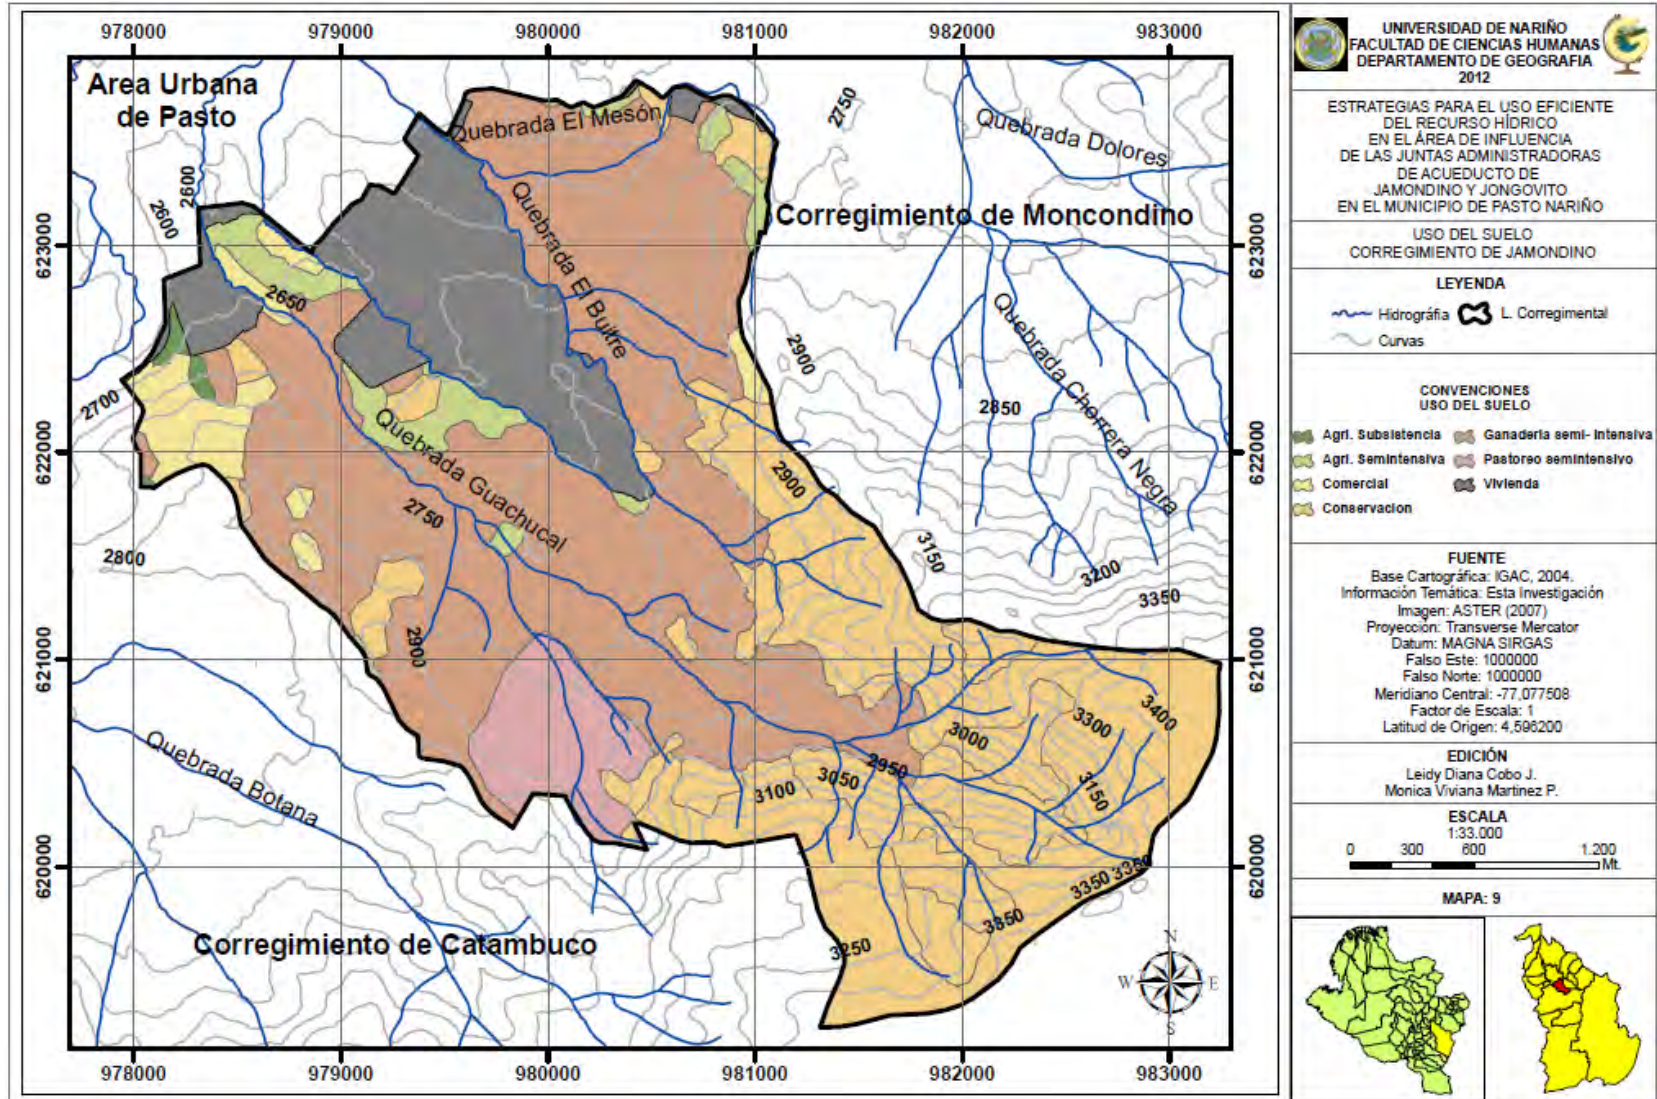 978000 979000 980000 981000 982000 983000
Area Urbana
de Pasto
Quebrada El Mesón
2750
Quebrada Dolores
2600
2600
Quebrada El Buitre
Corregimiento de Moncondino
623000
623000
2650
Quebrada Chorrera Negra
2900
2700
2850
Quebrada Guachucal
622000
622000
2900
2750
2800
3150
3200
3350
2900
621000
621000
3400
3300
3000
Quebrada Botana
2950
3050
3100
3150
620000
620000
3350
3350
3350
Corregimiento de Catambuco
3250
N
W E
S
978000 979000 980000 981000 982000 983000
UNIVERSIDAD DE NARIÑO
FACULTAD DE CIENCIAS HUMANAS
DEPARTAMENTO DE GEOGRAFIA
2012
ESTRATEGIAS PARA EL USO EFICIENTE
DEL RECURSO HÍDRICO
EN EL ÁREA DE INFLUENCIA
DE LAS JUNTAS ADMINISTRADORAS
DE ACUEDUCTO DE
JAMONDINO Y JONGOVITO
EN EL MUNICIPIO DE PASTO NARIÑO
USO DEL SUELO
CORREGIMIENTO DE JAMONDINO
LEYENDA
Hidrográfia L. Corregimental
Curvas
CONVENCIONES
USO DEL SUELO
Agri. Subsistencia Ganaderia semi- Intensiva
Agri. Semintensiva Pastoreo semintensivo
Comercial Vivienda
Conservacion
FUENTE
Base Cartográfica: IGAC, 2004.
Información Temática: Esta Investigación
Imagen: ASTER (2007)
Proyección: Transverse Mercator
Datum: MAGNA SIRGAS
Falso Este: 1000000
Falso Norte: 1000000
Meridiano Central: -77,077508
Factor de Escala: 1
Latitud de Origen: 4,596200
EDICIÓN
Leidy Diana Cobo J.
Monica Viviana Martinez P.
ESCALA
1:33.000
0 300 600 1.200
Mt.
MAPA: 9